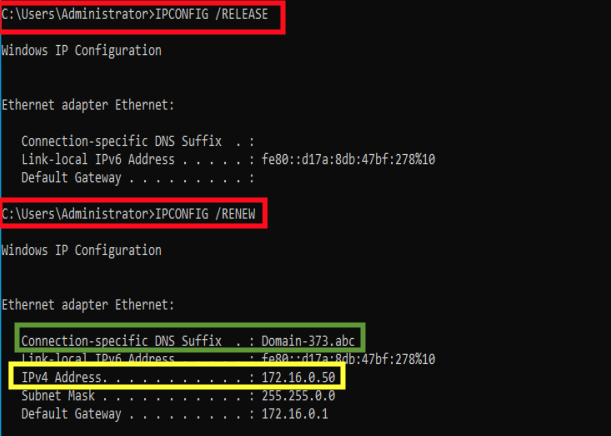 C:\Users\Administrator>IPCONFIG /RELEASE
Windows IP Configuration
Ethernet adapter Ethernet:
Connection-specific DNS Suffix . :
Link-local IPv6 Address . . . . . : fe80::d17a:8db:47bf:278%10
Default Gateway . . . . . . . . . :
C:\Users\Administrator>IPCONFIG /RENEW
Windows IP Configuration
Ethernet adapter Ethernet:
Connection-specific DNS Suffix . : Domain-373.abc
Link-local IPv6 Address . . . . . : fe80::d17a:8db:47bf:278%10
IPv4 Address. . . . . . . . . . . : 172.16.0.50
Subnet Mask . . . . . . . . . . . : 255.255.0.0
Default Gateway . . . . . . . . . : 172.16.0.1